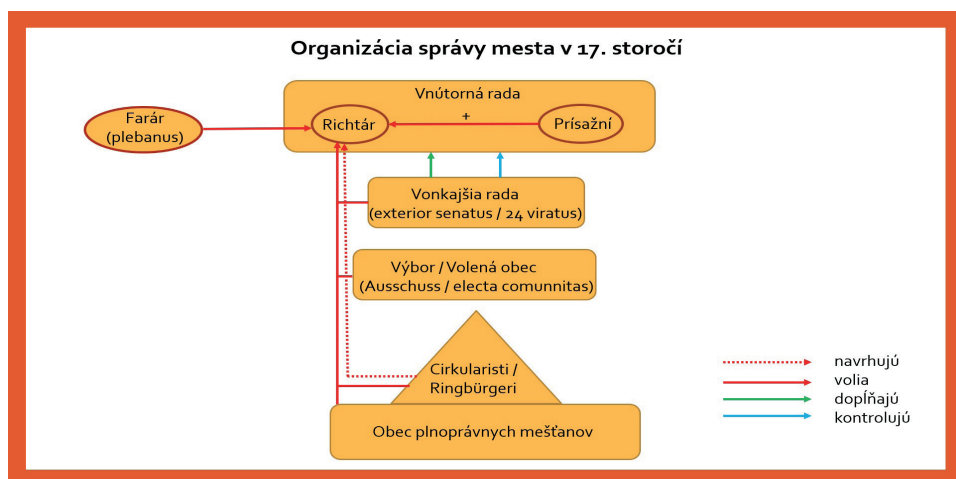 Organizácia správy mesta v 17. storočí
Vnútorná rada
+
Farár
(plebanus)
Richtár
Prísažní
Vonkajšia rada
(exterior senatus / 24 viratus)
Výbor / Volená obec
(Ausschuss / electa comunnitas)
Cirkularisti /
Ringbürgeri
Obec plnoprávnych mešťanov
navrhujú
volia
dopĺňajú
kontrolujú